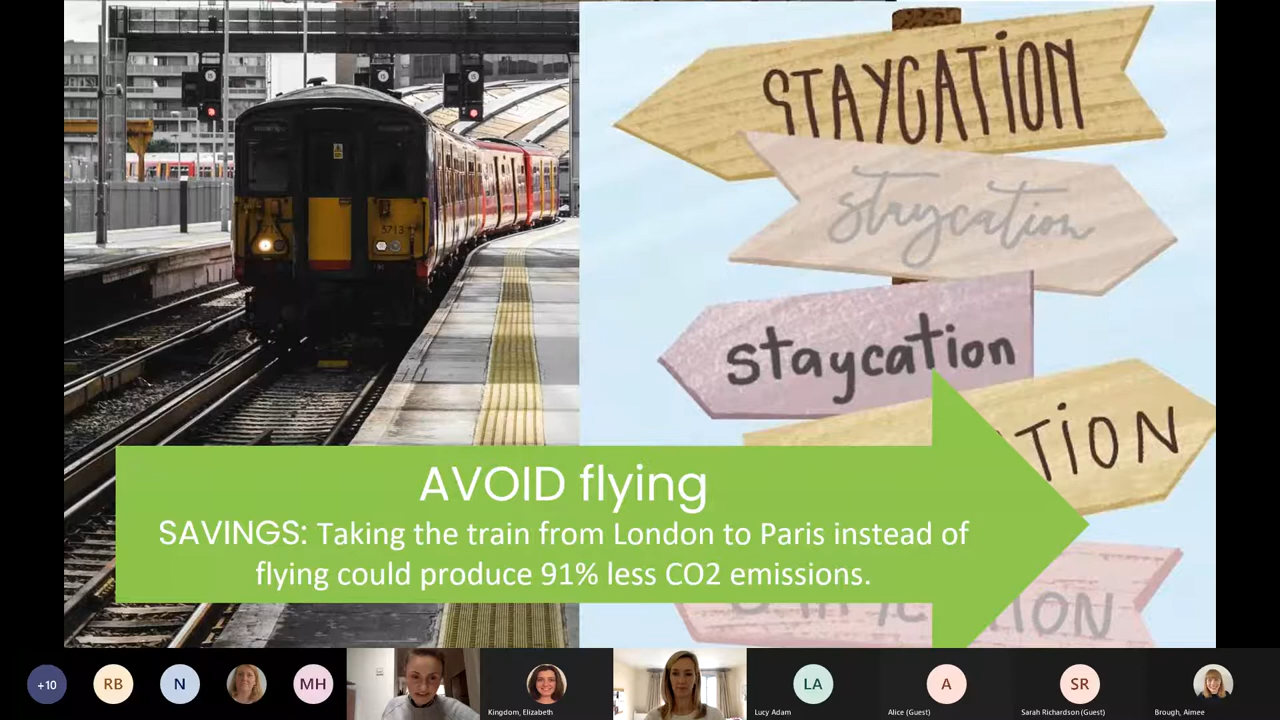 STAYCATION
staycation
staycation
TION
AVOID flying
SAVINGS: Taking the train from London to Paris instead of
flying could produce 91% less CO2 emissions.
5713
+10
RB
N
MH
Kingdom, Elizabeth
LA
Lucy Adam
A
Alice (Guest)
SR
Sarah Richardson (Guest)
Brough, Aimee